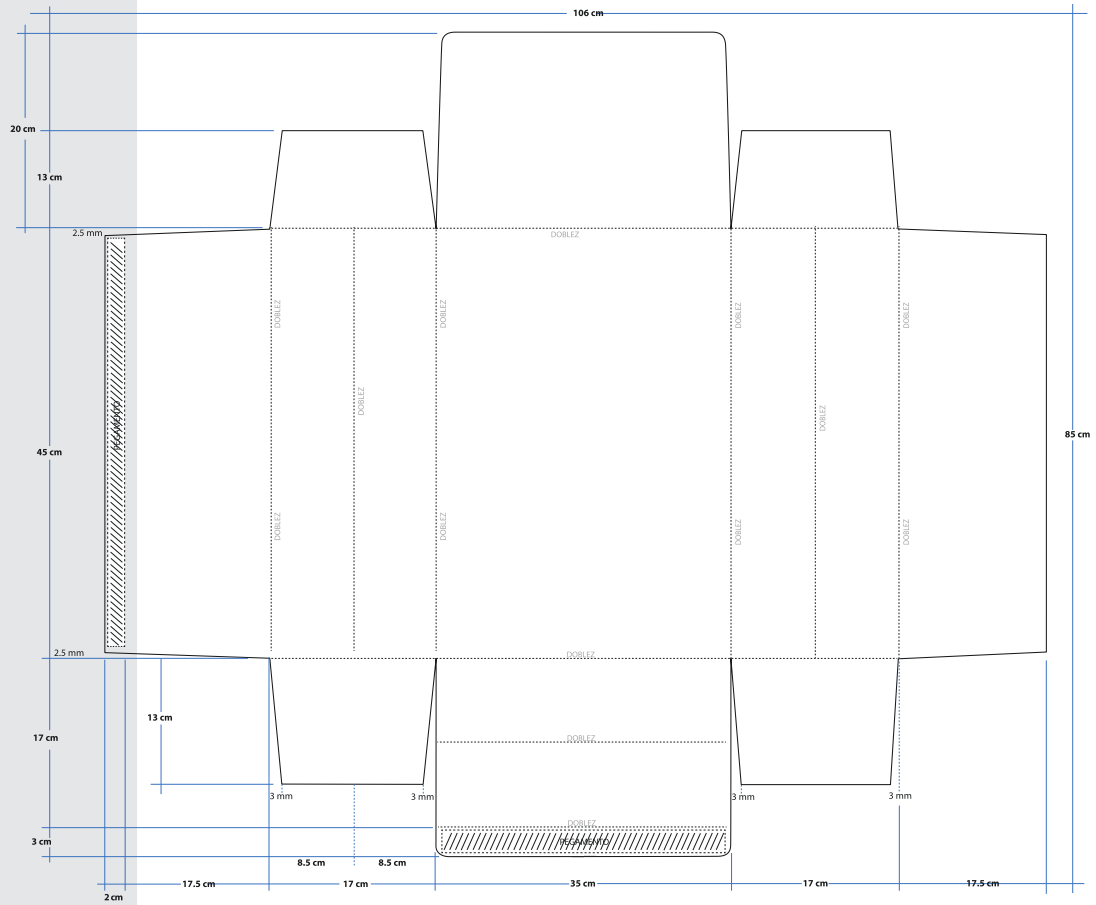 106 cm
20 cm
13 cm
2.5 mm
DOBLEZ
DOBLEZ
DOBLEZ
DOBLEZ
DOBLEZ
DOBLEZ
DOBLEZ
PEGAMENTO
45 cm
85 cm
DOBLEZ
DOBLEZ
DOBLEZ
DOBLEZ
2.5 mm
DOBLEZ
13 cm
17 cm
DOBLEZ
3 mm
3 mm
3 mm
3 mm
DOBLEZ
3 cm
PEGAMENTO
8.5 cm
8.5 cm
17.5 cm
17 cm
35 cm
17 cm
17.5 cm
2 cm